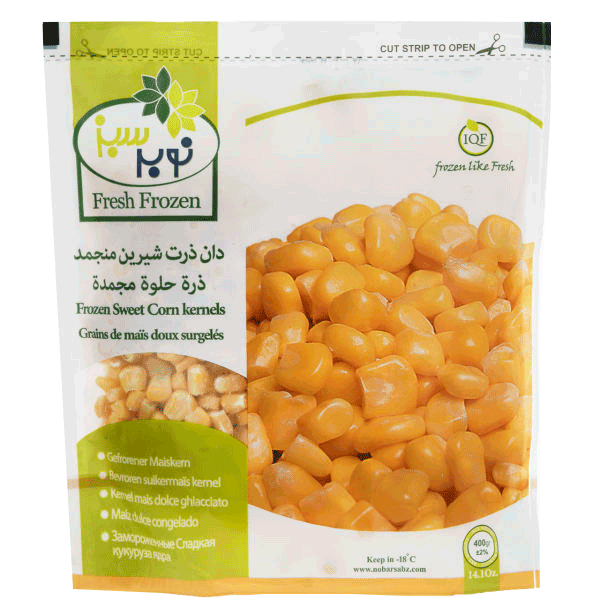 CUT STRIP TO OPEN
CUT STRIP TO OPEN
نوبر سبز
Fresh Frozen
IQF
frozen like Fresh
دان ذرت شیرین منجمد
ذرة حلوة مجمدة
Frozen Sweet Corn kernels
Grains de maïs doux surgelés
Gefrorener Maiskern
Bevroren suikermaïs kernel
Kernel mais dolce ghiacciato
Maíz dulce congelado
Замороженные Сладкая
кукуруза ядра
Keep in -18°C
www.nobarsabz.com
400g
±2%
14.1Oz.